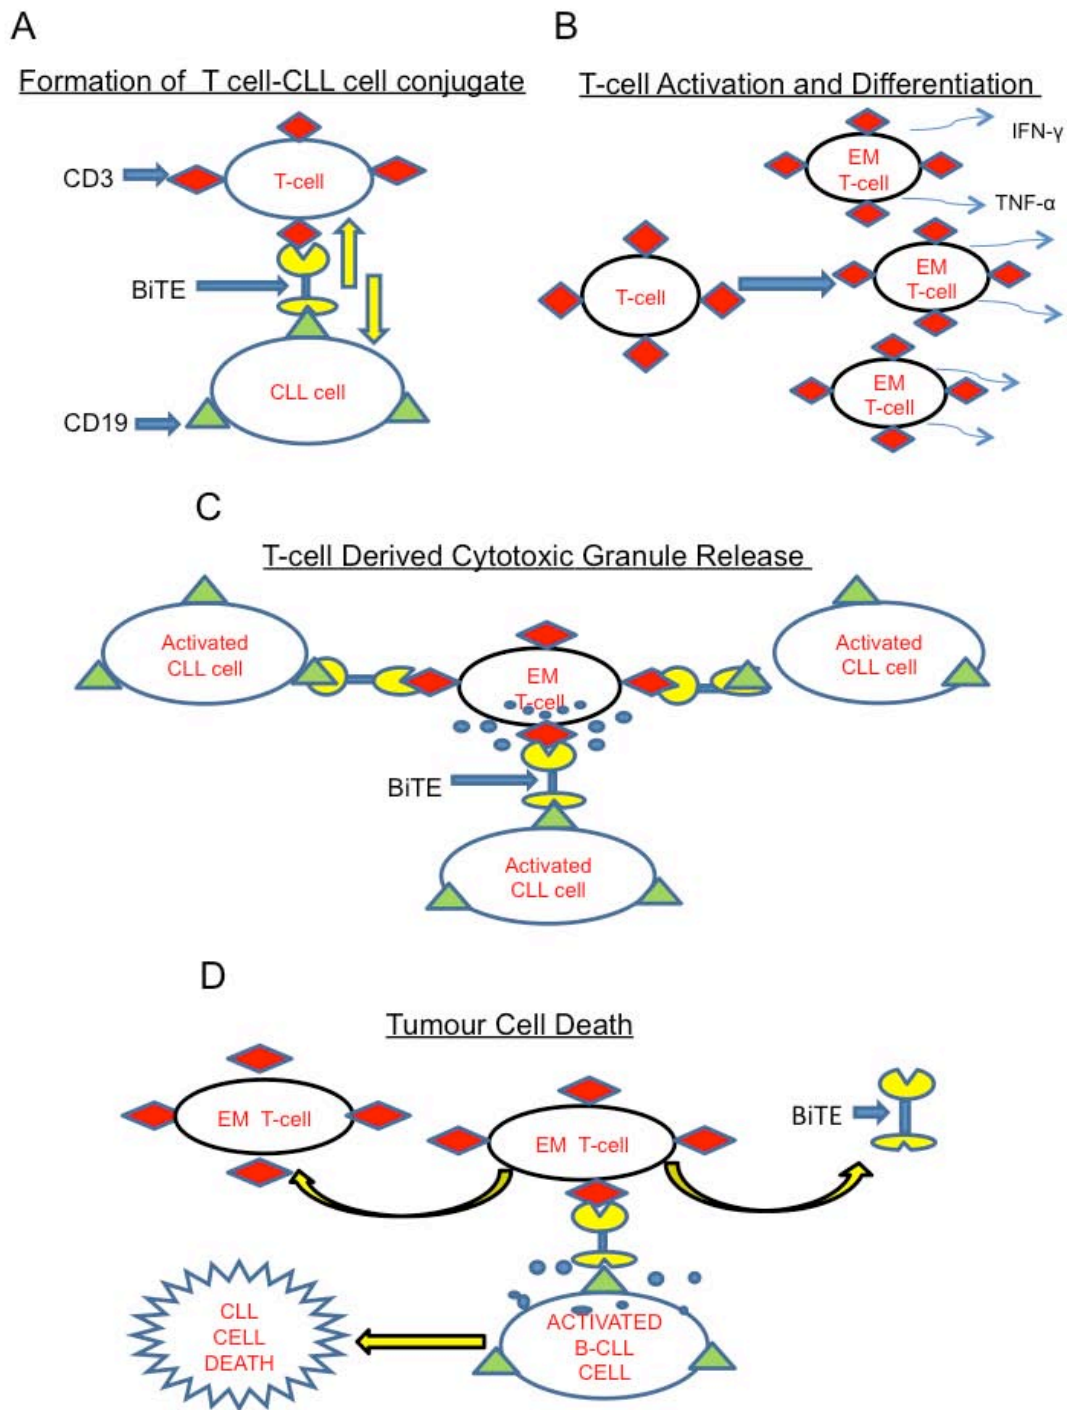 A
Formation of T cell-CLL cell conjugate
CD3
T-cell
BiTE
CLL cell
CD19
B
T-cell Activation and Differentiation
IFN-γ
EM
T-cell
TNF-α
T-cell
EM
T-cell
EM
T-cell
C
T-cell Derived Cytotoxic Granule Release
Activated
CLL cell
EM
T-cell
Activated
CLL cell
BiTE
Activated
CLL cell
D
Tumour Cell Death
EM T-cell
EM T-cell
BiTE
CLL
CELL
DEATH
ACTIVATED
B-CLL
CELL